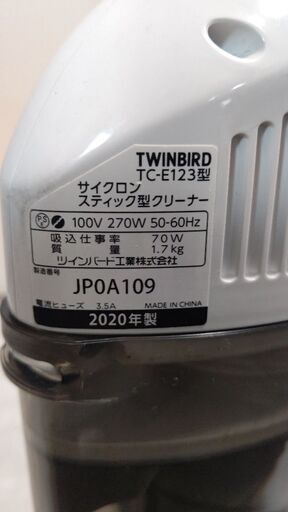 TWINBIRD
TC-E123型
サイクロン
スティック型クリーナー
PS E 100V 270W 50-60Hz
吸込仕事率 70W
質量 1.7kg
ツインバード工業株式会社
製造番号
JP0A109
電流ヒューズ 3.5A MADE IN CHINA
2020年製